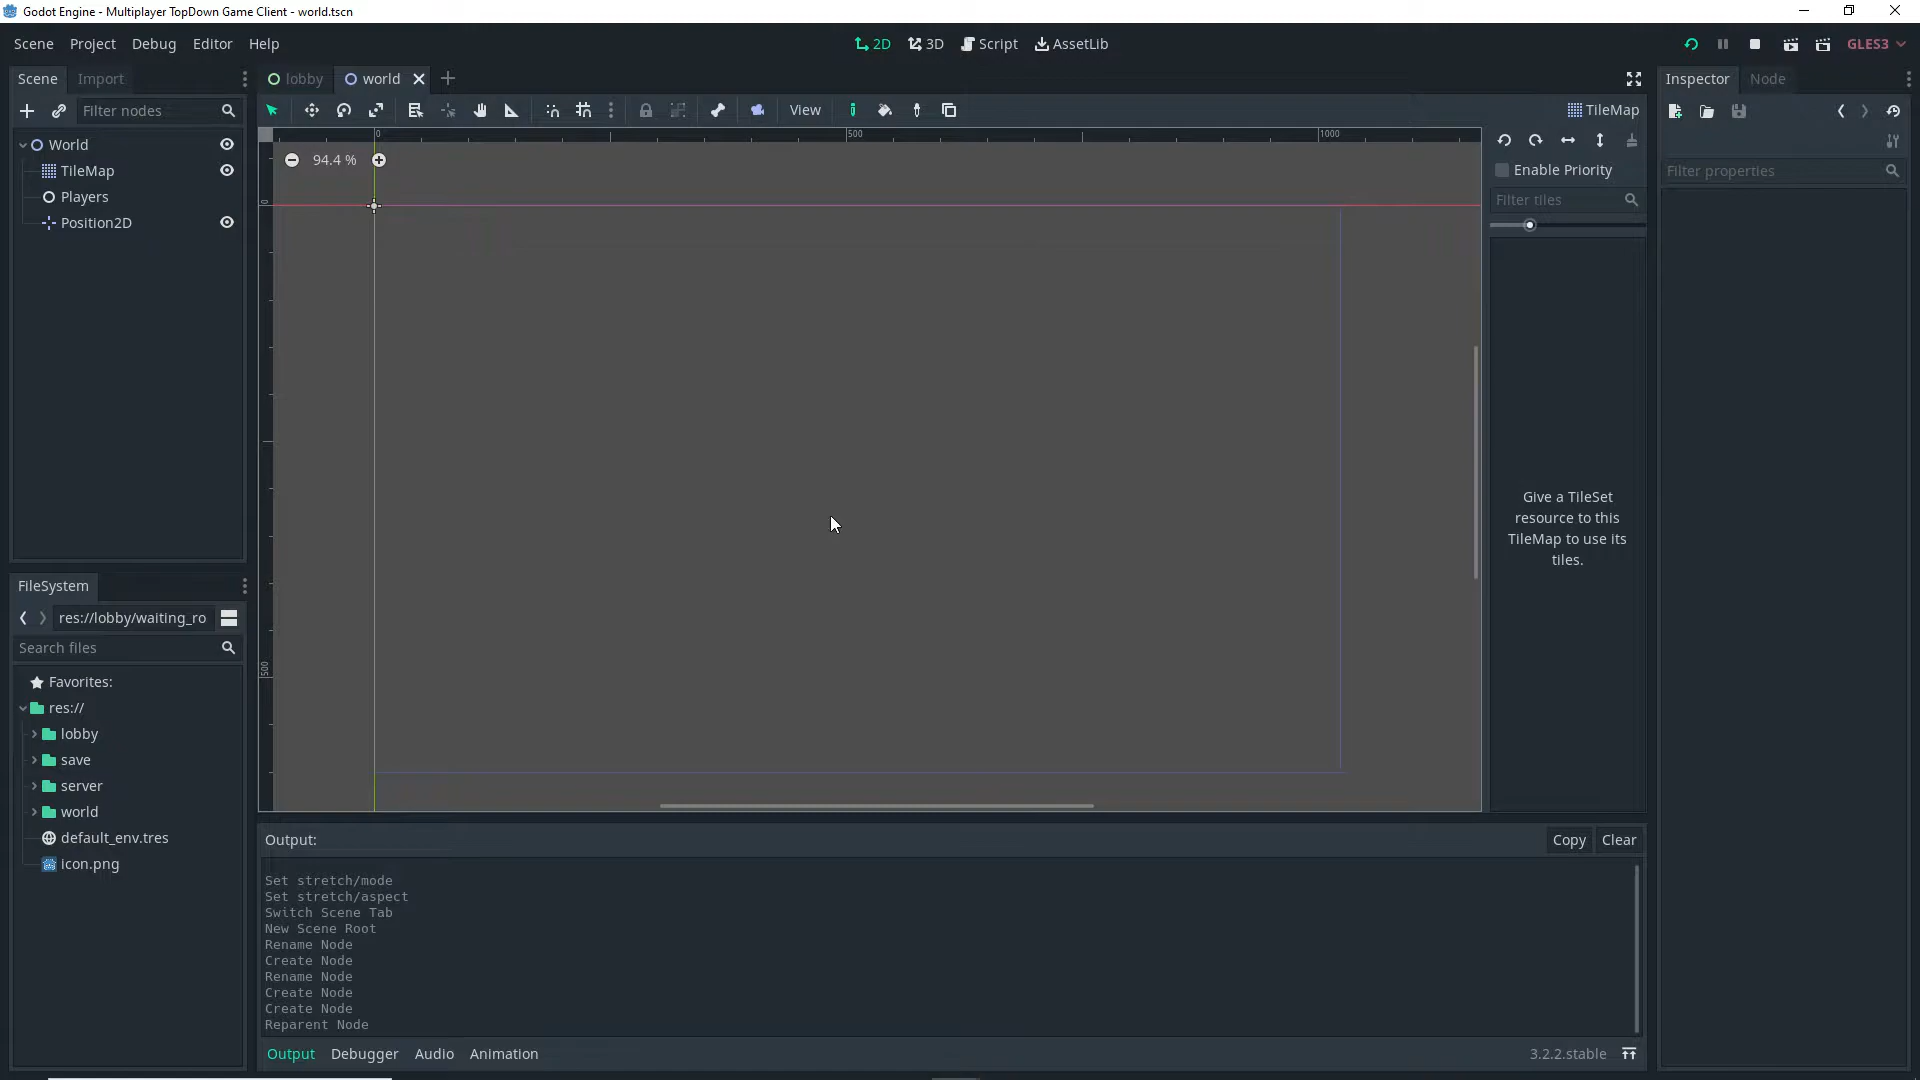 Godot Engine - Multiplayer TopDown Game Client - world.tscn
Scene Project Debug Editor Help
2D 3D Script AssetLib
GLES3
Scene Import
lobby world
Inspector Node
Filter nodes
View
TileMap
World
TileMap
Players
Position2D
0 500 1000
94.4 %
0
500
Enable Priority
Filter tiles
Filter properties
Give a TileSet
resource to this
TileMap to use its
tiles.
FileSystem
res://lobby/waiting_ro
Search files
Favorites:
res://
lobby
save
server
world
default_env.tres
icon.png
Output:
Copy Clear
Set stretch/mode
Set stretch/aspect
Switch Scene Tab
New Scene Root
Rename Node
Create Node
Rename Node
Create Node
Create Node
Reparent Node
Output Debugger Audio Animation
3.2.2.stable